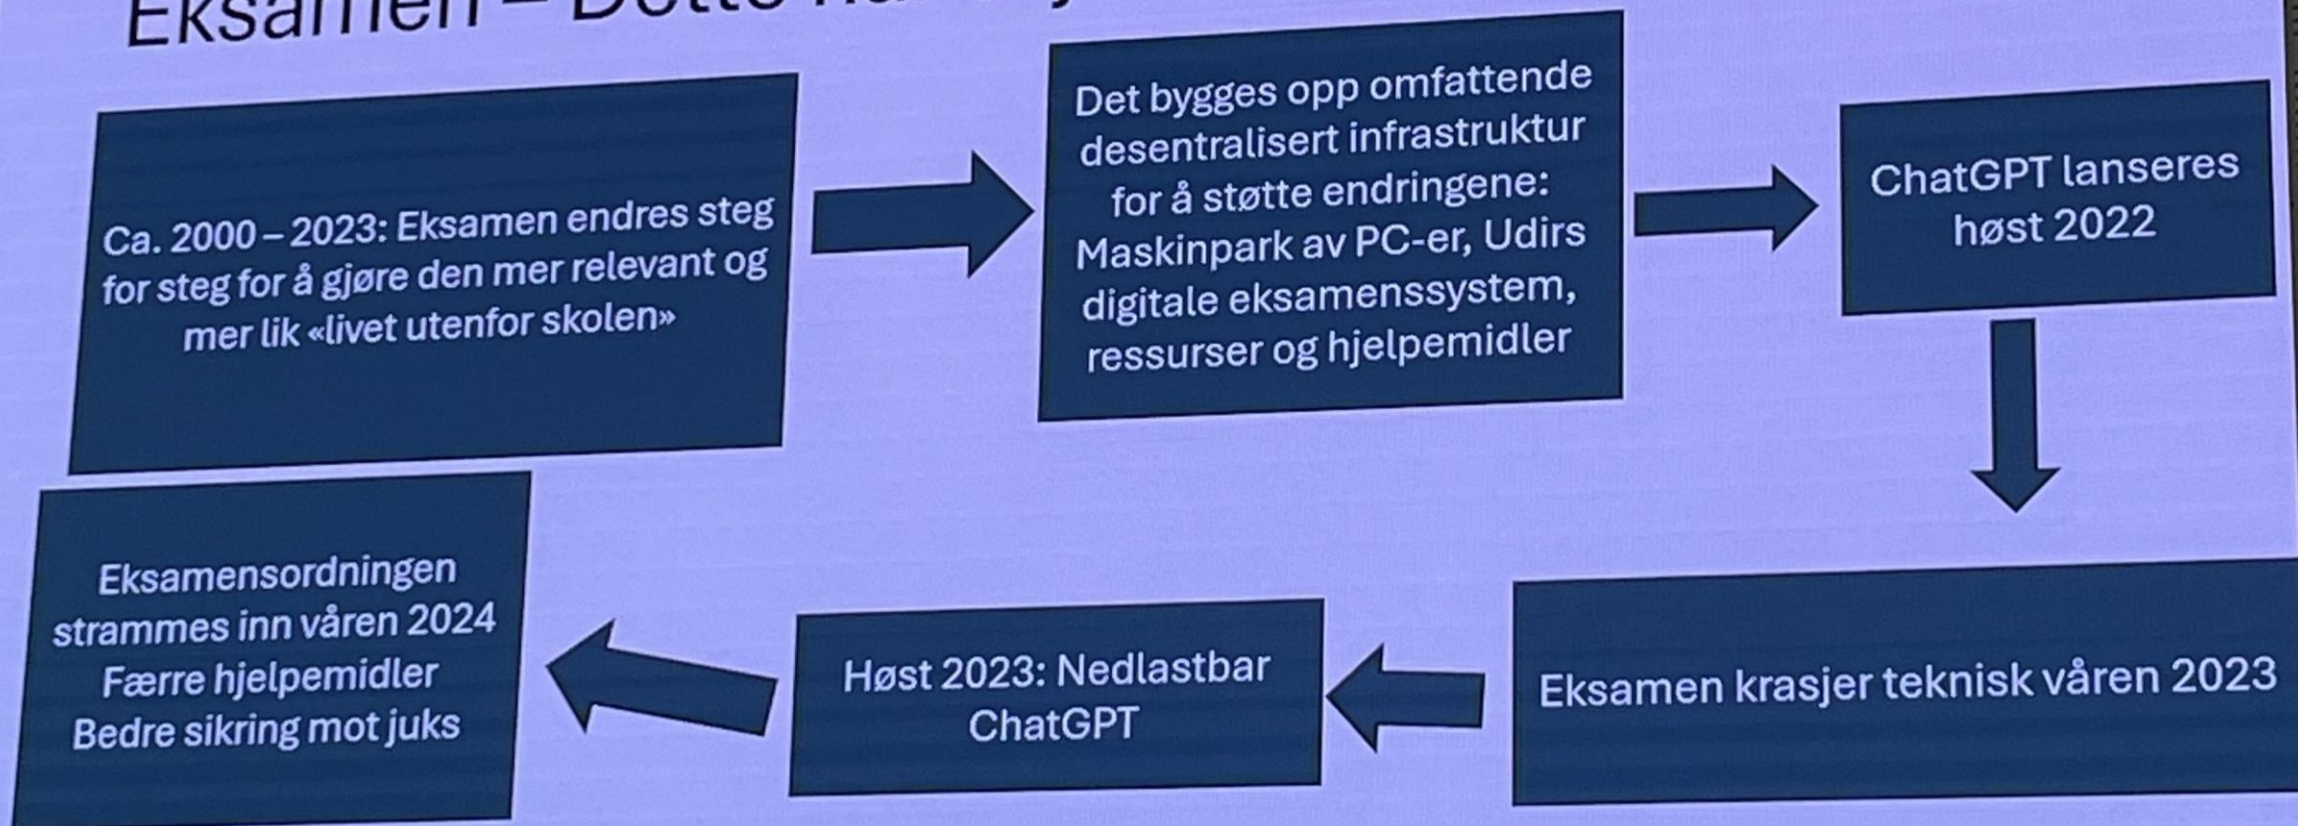 Eksamen –
Ca. 2000 – 2023: Eksamen endres steg
for steg for å gjøre den mer relevant og
mer lik «livet utenfor skolen»
Det bygges opp omfattende
desentralisert infrastruktur
for å støtte endringene:
Maskinpark av PC-er, Udirs
digitale eksamenssystem,
ressurser og hjelpemidler
ChatGPT lanseres
høst 2022
Eksamen krasjer teknisk våren 2023
Høst 2023: Nedlastbar
ChatGPT
Eksamensordningen
strammes inn våren 2024
Færre hjelpemidler
Bedre sikring mot juks